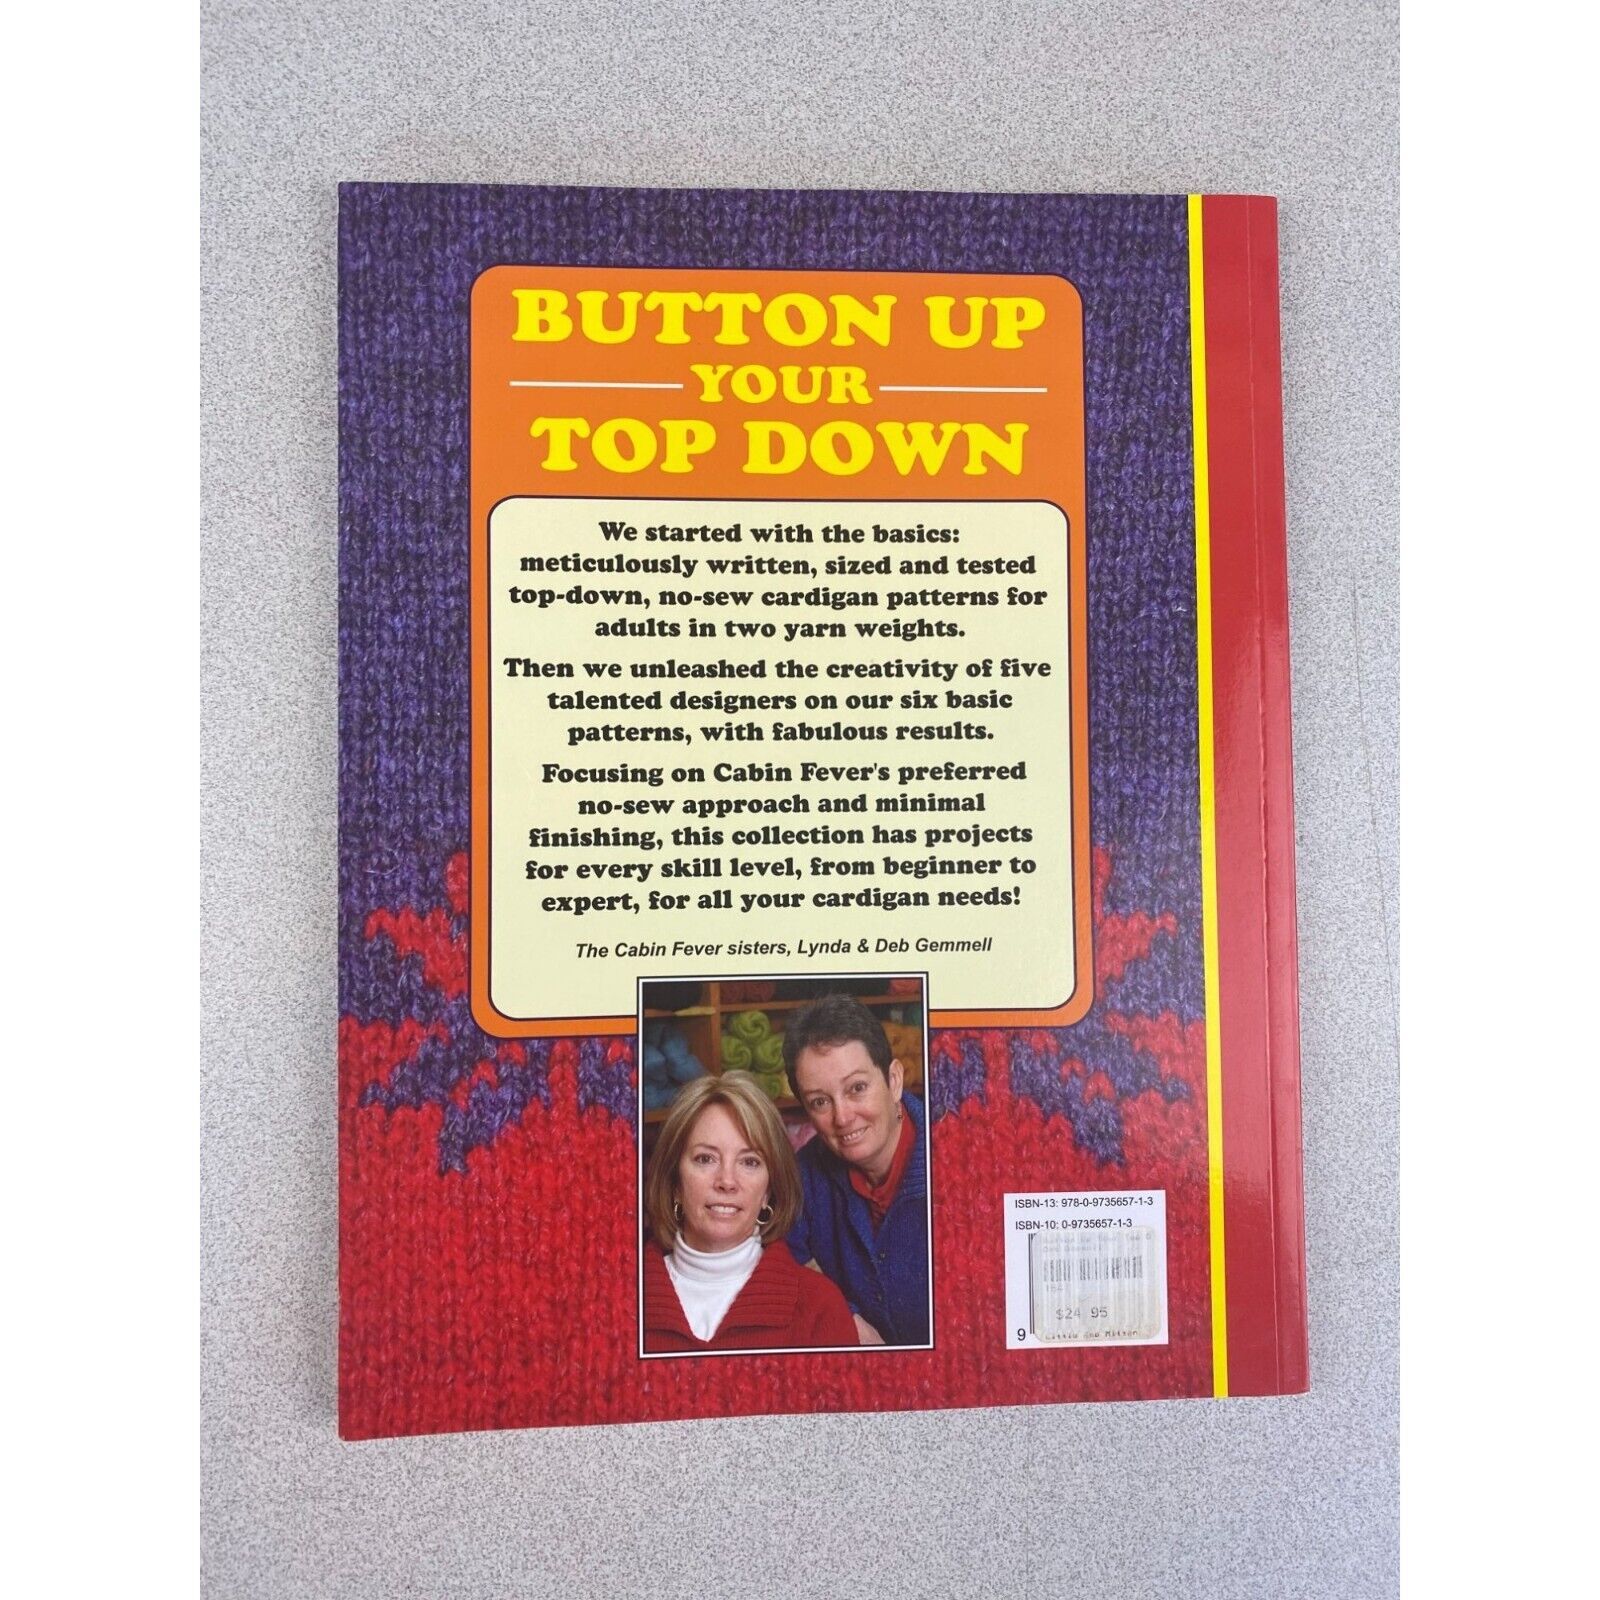 BUTTON UP
YOUR
TOP DOWN
We started with the basics:
meticulously written, sized and tested
top-down, no-sew cardigan patterns for
adults in two yarn weights.
Then we unleashed the creativity of five
talented designers on our six basic
patterns, with fabulous results.
Focusing on Cabin Fever's preferred
no-sew approach and minimal
finishing, this collection has projects
for every skill level, from beginner to
expert, for all your cardigan needs!
The Cabin Fever sisters, Lynda & Deb Gemmell
ISBN-13: 978-0-9735657-1-3
ISBN-10: 0-9735657-1-3
$24.95
9